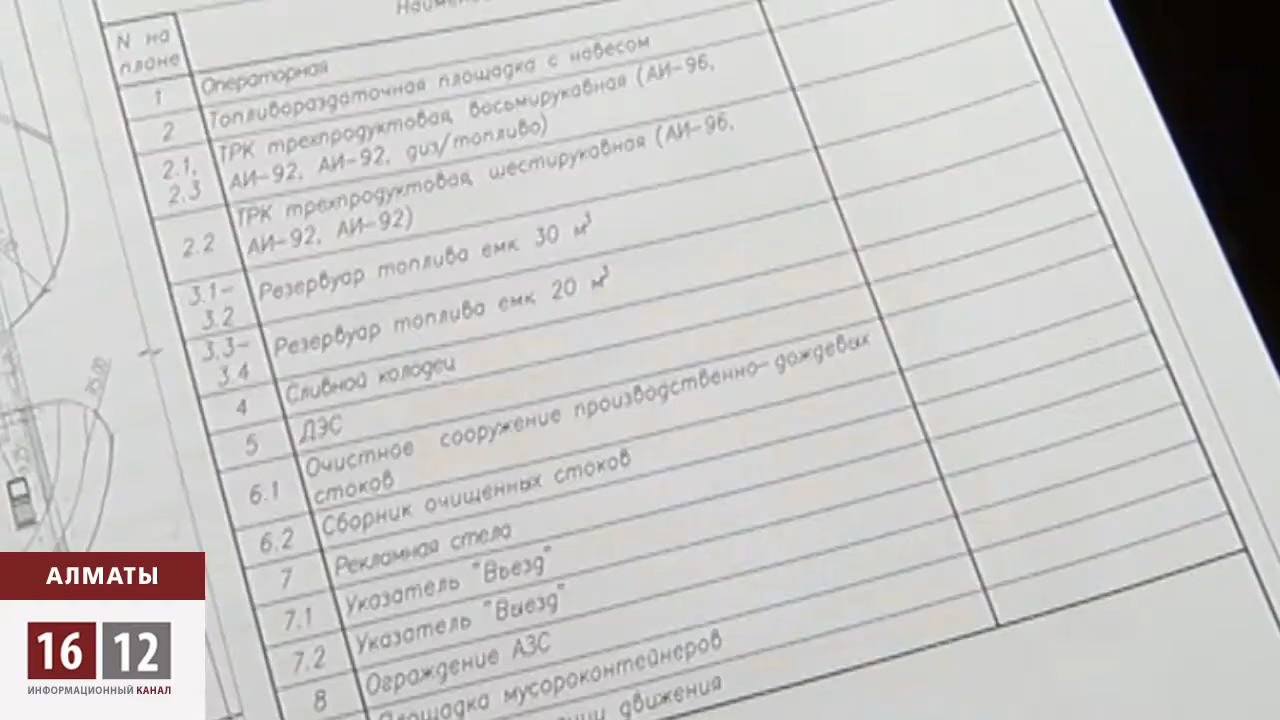 N на
плане
1 Операторная
2 Топливораздаточная площадка с навесом
2.1, ТРК трехпродуктовая, восьмирукавная (АИ-96,
2.3 АИ-92, АИ-92, диз/топливо)
2.2 ТРК трехпродуктовая, шестирукавная (АИ-96,
АИ-92, АИ-92)
3.1- Резервуар топлива емк 30 м³
3.2
3.3- Резервуар топлива емк 20 м³
3.4
4 Сливной колодец
5 ДЭС
6.1 Очистное сооружение производственно-дождевых
стоков
6.2 Сборник очищенных стоков
7 Рекламная стела
7.1 Указатель "Въезд"
7.2 Указатель "Выезд"
8 Ограждение АЗС
Площадка мусороконтейнеров
движения
АЛМАТЫ
16 12
ИНФОРМАЦИОННЫЙ КАНАЛ